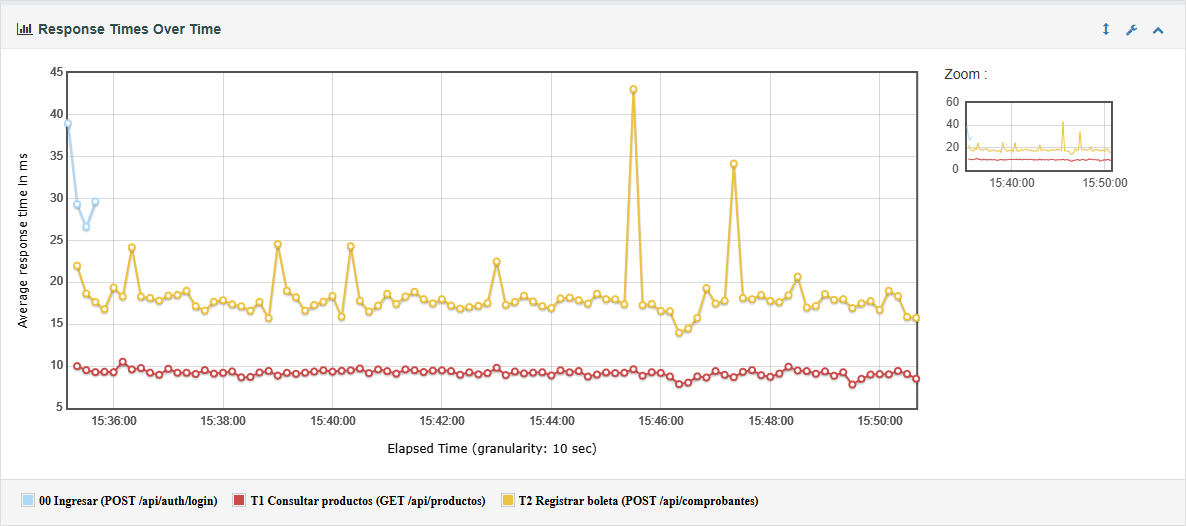 Response Times Over Time
Zoom :
45
40
35
30
25
20
15
10
5
Average response time in ms
15:36:00 15:38:00 15:40:00 15:42:00 15:44:00 15:46:00 15:48:00 15:50:00
Elapsed Time (granularity: 10 sec)
60
40
20
0
15:40:00 15:50:00
00 Ingresar (POST /api/auth/login) T1 Consultar productos (GET /api/productos) T2 Registrar boleta (POST /api/comprobantes)